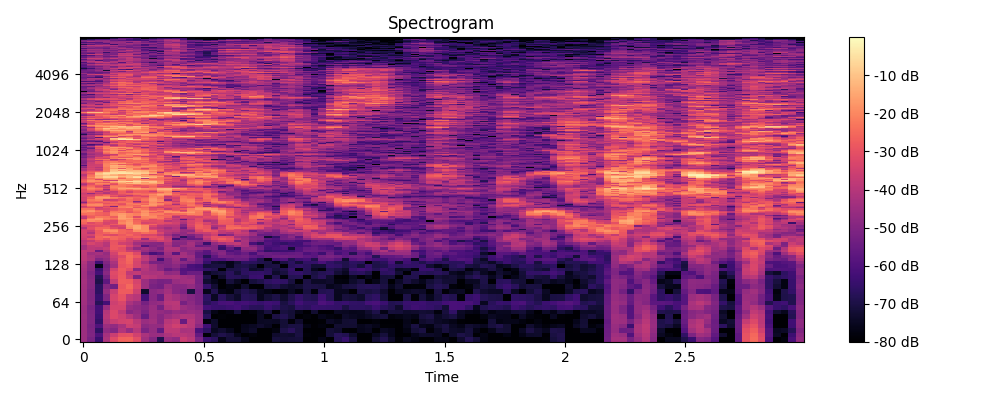 Spectrogram
4096
2048
1024
512
256
128
64
0
Hz
0
0.5
1
1.5
2
2.5
Time
-10 dB
-20 dB
-30 dB
-40 dB
-50 dB
-60 dB
-70 dB
-80 dB